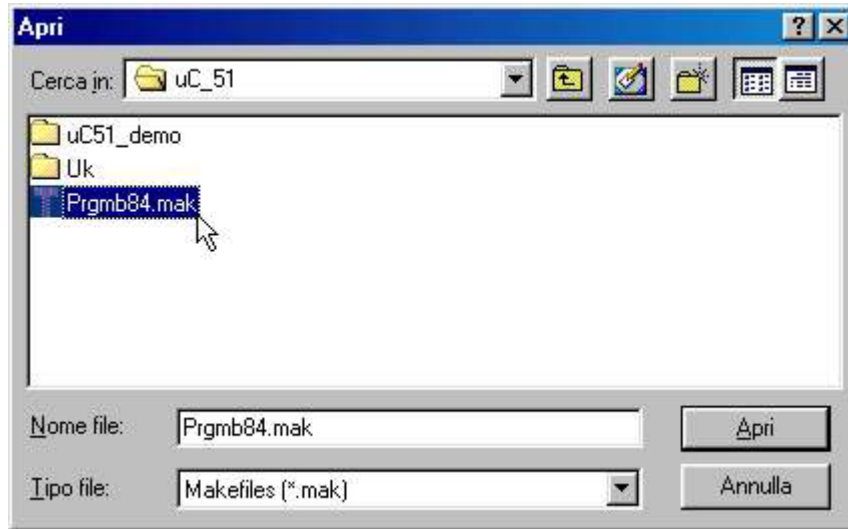 Apri
Cerca in: uC_51
uC51_demo
Uk
Prgmb84.mak
Nome file: Prgmb84.mak Apri
Tipo file: Makefiles (*.mak) Annulla